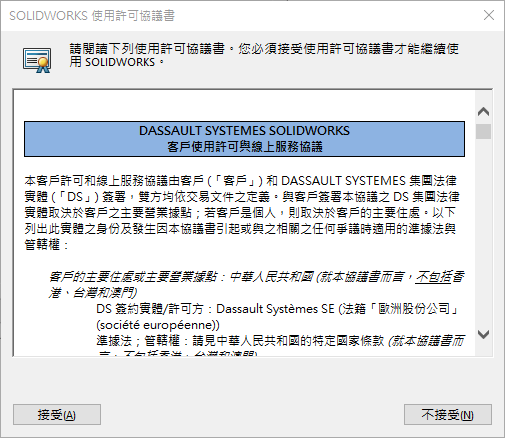 SOLIDWORKS 使用許可協議書
請閱讀下列使用許可協議書。您必須接受使用許可協議書才能繼續使
用 SOLIDWORKS。
DASSAULT SYSTEMES SOLIDWORKS
客戶使用許可與線上服務協議
本客戶許可和線上服務協議由客戶 (「客戶」) 和 DASSAULT SYSTEMES 集團法律
實體 (「DS」) 簽署，雙方均依交易文件之定義。與客戶簽署本協議之 DS 集團法律
實體取決於客戶之主要營業據點；若客戶是個人，則取決於客戶的主要住處。以下
列出此實體之身份及發生因本協議書引起或與之相關之任何爭議時適用的準據法與
管轄權：
客戶的主要住處或主要營業據點：中華人民共和國 (就本協議書而言，不包括香
港、台灣和澳門)
DS 簽約實體/許可方：Dassault Systèmes SE (法籍「歐洲股份公司」
(société européenne))
準據法；管轄權：請見中華人民共和國的特定國家條款 (就本協議書而
言，不包括香港、台灣和澳門)
接受(A)
不接受(N)